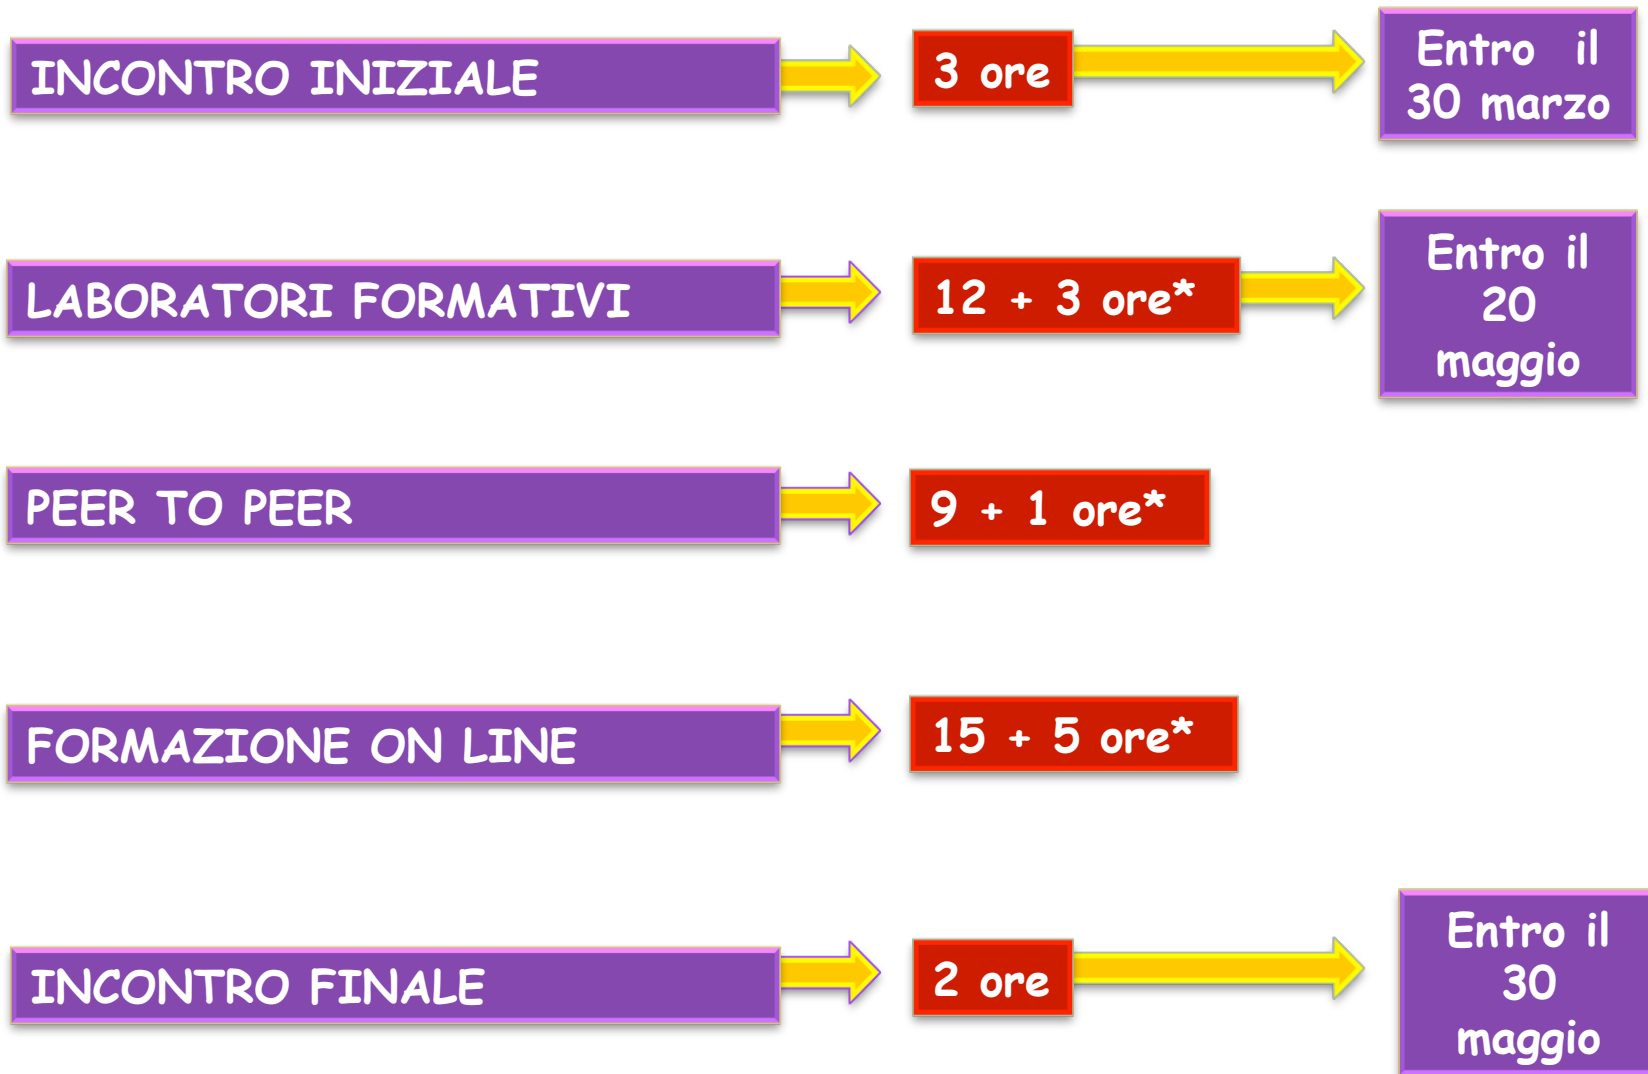 INCONTRO INIZIALE
3 ore
Entro il
30 marzo
LABORATORI FORMATIVI
12 + 3 ore*
Entro il
20
maggio
PEER TO PEER
9 + 1 ore*
FORMAZIONE ON LINE
15 + 5 ore*
INCONTRO FINALE
2 ore
Entro il
30
maggio